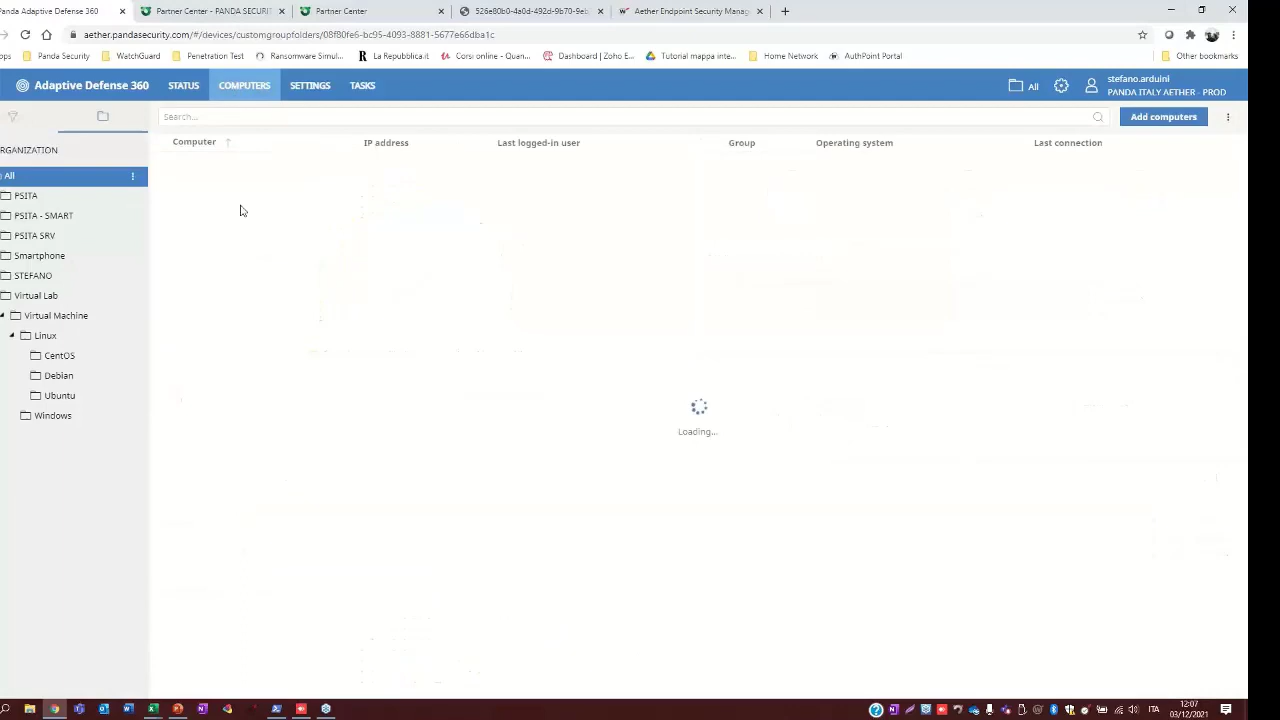 Panda Adaptive Defense 360
Partner Center - PANDA SECURIT
Partner Center
526e80b0-4a0d-492d-9b70-9eb
Aether Endpoint Security Manag
aether.pandasecurity.com/#/devices/customgroupfolders/08f80fe6-bc95-4093-8881-5677e66dba1c
Panda Security
WatchGuard
Penetration Test
Ransomware Simul...
La Repubblica.it
Corsi online - Quan...
Dashboard | Zoho E...
Tutorial mappa inte...
Home Network
AuthPoint Portal
Other bookmarks
Adaptive Defense 360
STATUS
COMPUTERS
SETTINGS
TASKS
All
stefano.arduini
PANDA ITALY AETHER - PROD
Search...
Add computers
Computer
IP address
Last logged-in user
Group
Operating system
Last connection
RGANIZATION
All
PSITA
PSITA - SMART
PSITA SRV
Smartphone
STEFANO
Virtual Lab
Virtual Machine
Linux
CentOS
Debian
Ubuntu
Windows
Loading...
ITA
12:07
03/12/2021